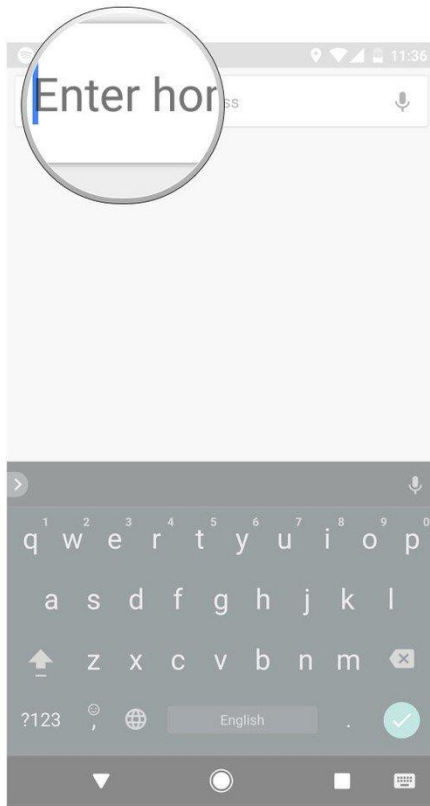 11:36
Enter hor ss
1 2 3 4 5 6 7 8 9 0
q w e r t y u i o p
a s d f g h j k l
z x c v b n m
?123 , English .